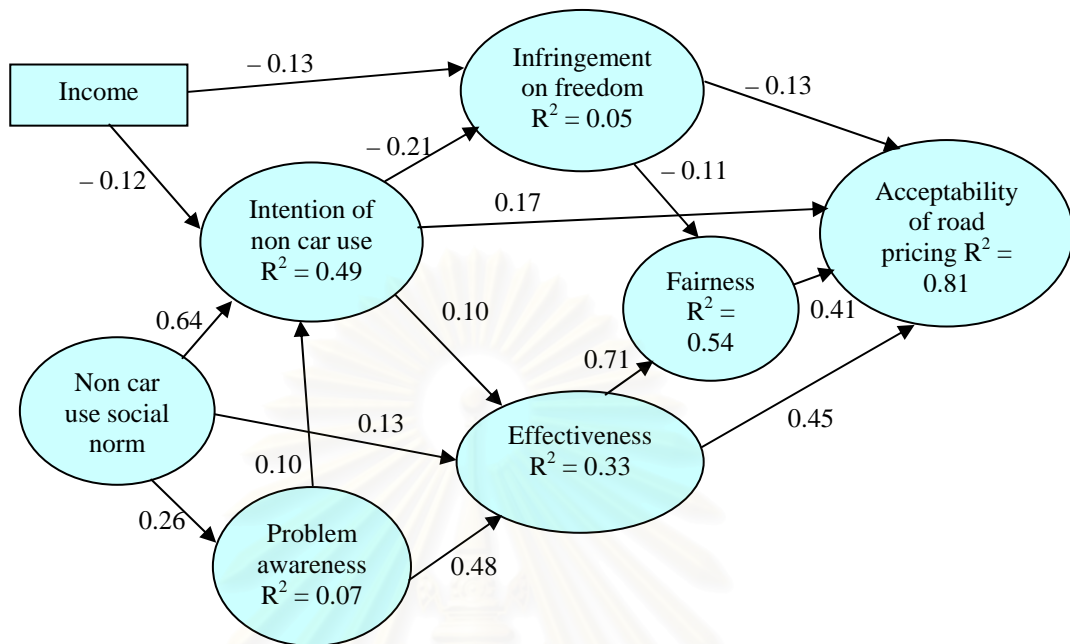 – 0.13
Infringement
on freedom
R² = 0.05
Income
– 0.13
– 0.12
– 0.21
– 0.11
Intention of
non car use
R² = 0.49
0.17
Acceptability
of road
pricing R² =
0.81
Fairness
R² =
0.54
0.41
0.64
0.10
0.71
Non car
use social
norm
0.13
Effectiveness
R² = 0.33
0.45
0.10
0.26
Problem
awareness
R² = 0.07
0.48